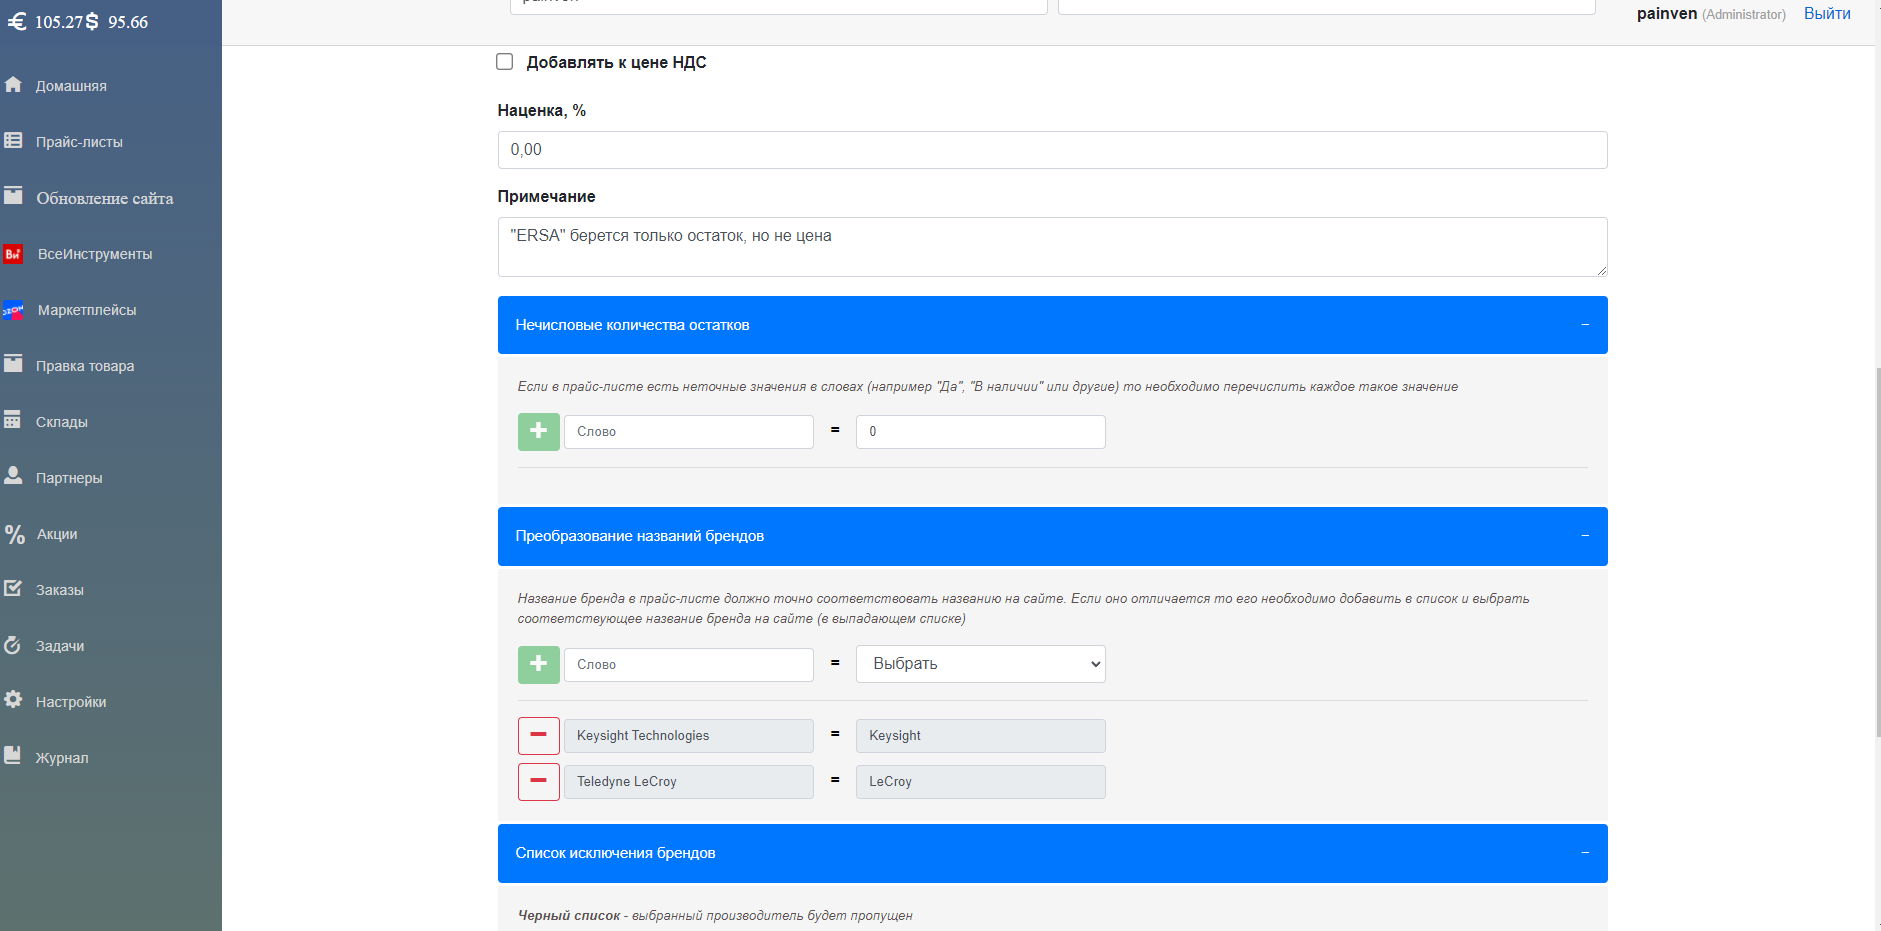 105.27 95.66
painven (Administrator) Выйти
Домашняя
Прайс-листы
Обновление сайта
ВсеИнструменты
Маркетплейсы
Правка товара
Склады
Партнеры
Акции
Заказы
Задачи
Настройки
Журнал
Добавлять к цене НДС
Наценка, %
0,00
Примечание
"ERSA" берется только остаток, но не цена
Нечисловые количества остатков −
Если в прайс-листе есть неточные значения в словах (например "Да", "В наличии" или другие) то необходимо перечислить каждое такое значение
Слово = 0
Преобразование названий брендов −
Название бренда в прайс-листе должно точно соответствовать названию на сайте. Если оно отличается то его необходимо добавить в список и выбрать
соответствующее название бренда на сайте (в выпадающем списке)
Слово = Выбрать
Keysight Technologies = Keysight
Teledyne LeCroy = LeCroy
Список исключения брендов −
Черный список - выбранный производитель будет пропущен